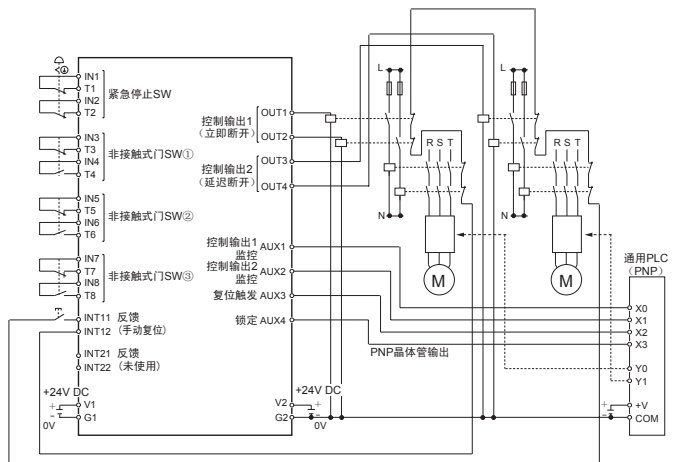 IN1
T1
IN2
T2
紧急停止SW
IN3
T3
IN4
T4
非接触式门SW①
IN5
T5
IN6
T6
非接触式门SW②
IN7
T7
IN8
T8
非接触式门SW③
INT11 反馈
INT12 (手动复位)
INT21 反馈
INT22 (未使用)
+24V DC
+
-
0V
V1
G1
控制输出1
（立即断开）
OUT1
OUT2
控制输出2
（延迟断开）
OUT3
OUT4
控制输出1
监控
AUX1
控制输出2
监控
AUX2
复位触发 AUX3
锁定 AUX4
+24V DC
V2
G2
+
-
0V
PNP晶体管输出
L
R S T
N
M
L
R S T
N
M
通用PLC
（PNP）
X0
X1
X2
X3
Y0
Y1
+
-
+V
COM